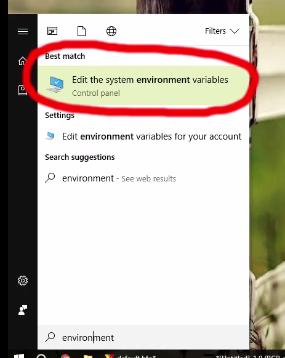 Filters
Best match
Edit the system environment variables
Control panel
Settings
Edit environment variables for your account
Search suggestions
environment - See web results
environment